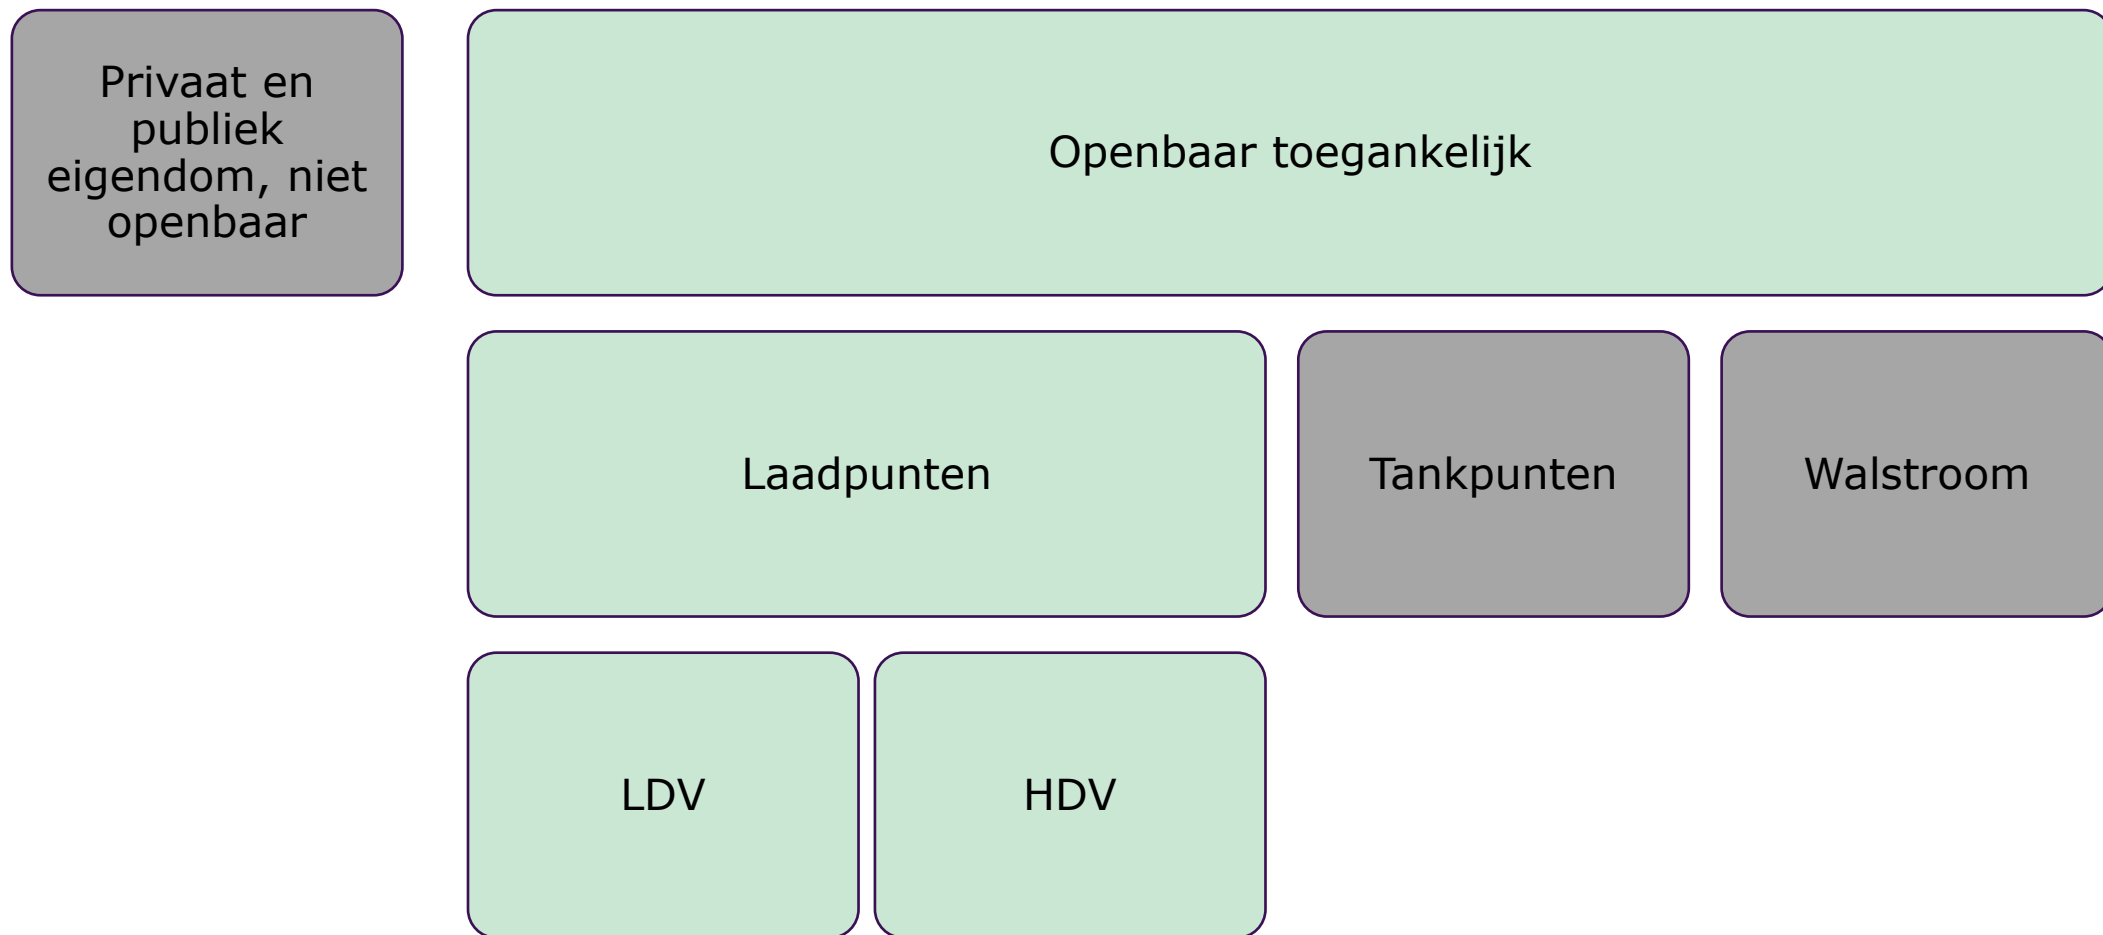 Privaat en
publiek
eigendom, niet
openbaar
Openbaar toegankelijk
Laadpunten
Tankpunten
Walstroom
LDV
HDV